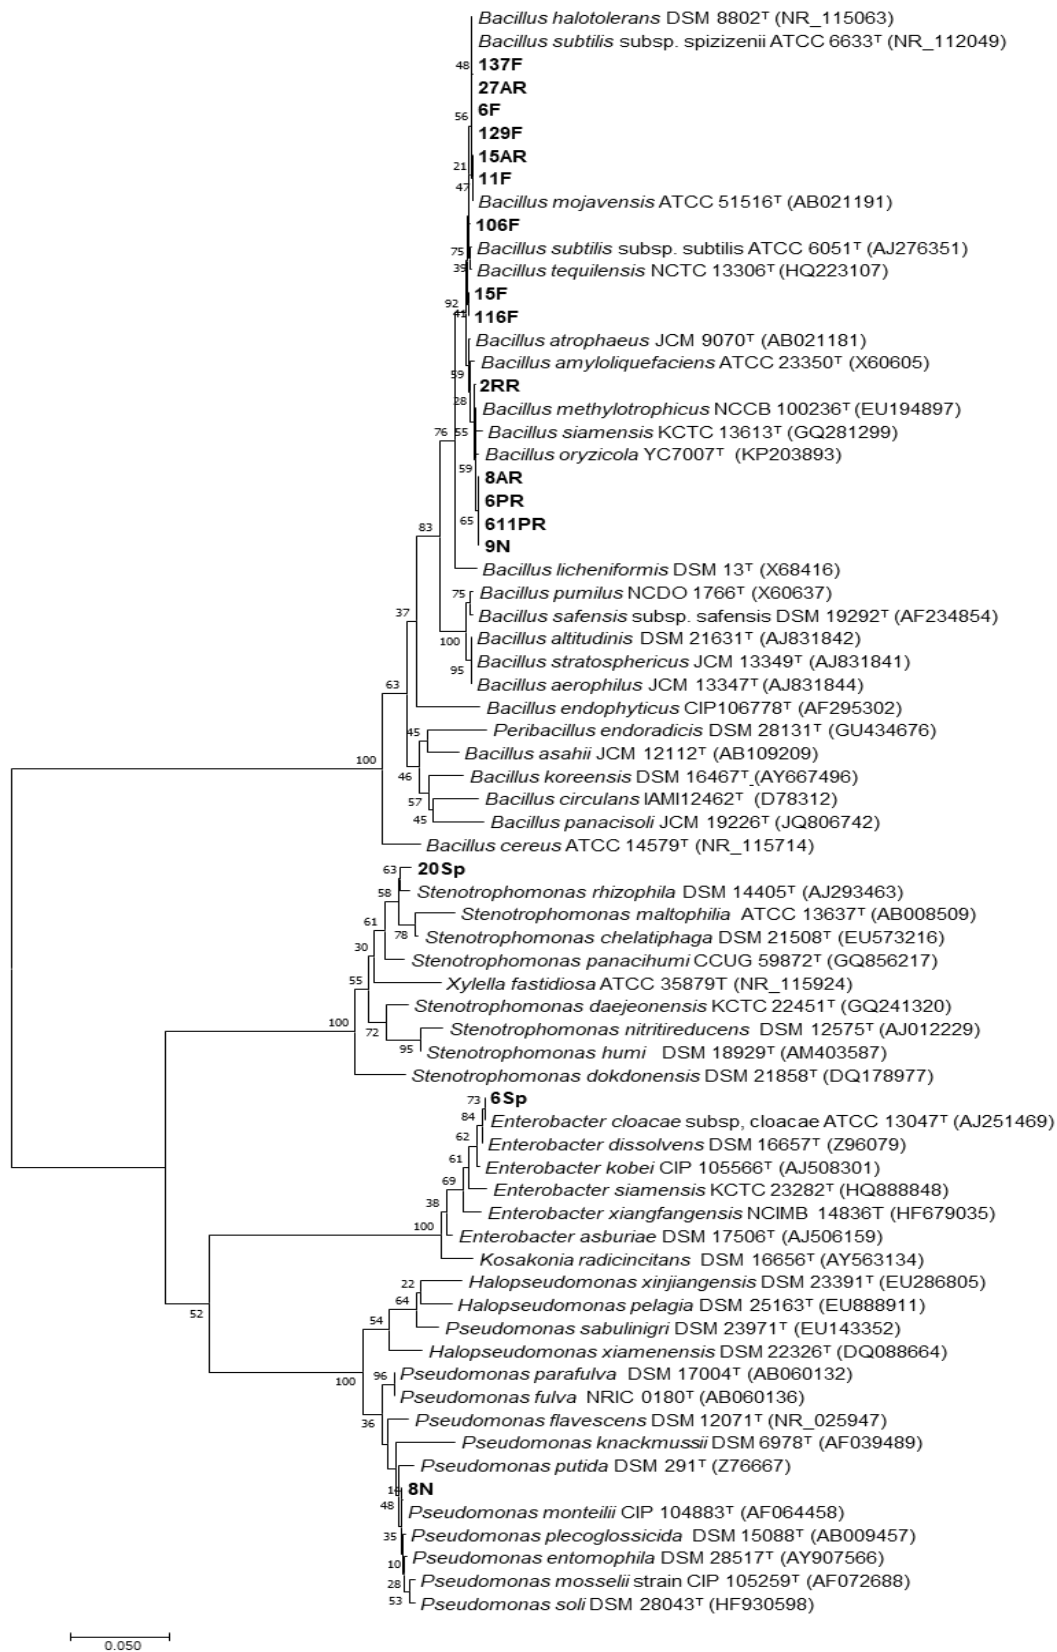 Bacillus halotolerans DSM 8802ᵀ (NR_115063)
Bacillus subtilis subsp. spizizenii ATCC 6633ᵀ (NR_112049)
48 137F
27AR
6F
56
129F
15AR
21
11F
47
Bacillus mojavensis ATCC 51516ᵀ (AB021191)
106F
75 Bacillus subtilis subsp. subtilis ATCC 6051ᵀ (AJ276351)
39 Bacillus tequilensis NCTC 13306ᵀ (HQ223107)
15F
92
41 116F
Bacillus atrophaeus JCM 9070ᵀ (AB021181)
Bacillus amyloliquefaciens ATCC 23350ᵀ (X60605)
59
2RR
28
Bacillus methylotrophicus NCCB 100236ᵀ (EU194897)
76 55 Bacillus siamensis KCTC 13613ᵀ (GQ281299)
Bacillus oryzicola YC7007ᵀ (KP203893)
59
8AR
6PR
65 611PR
83
9N
Bacillus licheniformis DSM 13ᵀ (X68416)
75 Bacillus pumilus NCDO 1766ᵀ (X60637)
37 Bacillus safensis subsp. safensis DSM 19292ᵀ (AF234854)
100 Bacillus altitudinis DSM 21631ᵀ (AJ831842)
Bacillus stratosphericus JCM 13349ᵀ (AJ831841)
95
63 Bacillus aerophilus JCM 13347ᵀ (AJ831844)
Bacillus endophyticus CIP106778ᵀ (AF295302)
45 Peribacillus endoradicis DSM 28131ᵀ (GU434676)
Bacillus asahii JCM 12112ᵀ (AB109209)
100
46 Bacillus koreensis DSM 16467ᵀ (AY667496)
57 Bacillus circulans IAMI12462ᵀ (D78312)
45 Bacillus panacisoli JCM 19226ᵀ (JQ806742)
Bacillus cereus ATCC 14579ᵀ (NR_115714)
63 20Sp
58 Stenotrophomonas rhizophila DSM 14405ᵀ (AJ293463)
61 Stenotrophomonas maltophilia ATCC 13637ᵀ (AB008509)
78 Stenotrophomonas chelatiphaga DSM 21508ᵀ (EU573216)
30
Stenotrophomonas panacihumi CCUG 59872ᵀ (GQ856217)
55 Xylella fastidiosa ATCC 35879T (NR_115924)
Stenotrophomonas daejeonensis KCTC 22451ᵀ (GQ241320)
100 72 Stenotrophomonas nitritireducens DSM 12575ᵀ (AJ012229)
95 Stenotrophomonas humi DSM 18929ᵀ (AM403587)
Stenotrophomonas dokdonensis DSM 21858ᵀ (DQ178977)
73 6Sp
84
Enterobacter cloacae subsp, cloacae ATCC 13047ᵀ (AJ251469)
62 Enterobacter dissolvens DSM 16657ᵀ (Z96079)
61 Enterobacter kobei CIP 105566ᵀ (AJ508301)
69 Enterobacter siamensis KCTC 23282ᵀ (HQ888848)
38 Enterobacter xiangfangensis NCIMB 14836T (HF679035)
100
Enterobacter asburiae DSM 17506ᵀ (AJ506159)
Kosakonia radicincitans DSM 16656ᵀ (AY563134)
22 Halopseudomonas xinjiangensis DSM 23391ᵀ (EU286805)
64 Halopseudomonas pelagia DSM 25163ᵀ (EU888911)
52
54 Pseudomonas sabulinigri DSM 23971ᵀ (EU143352)
Halopseudomonas xiamenensis DSM 22326ᵀ (DQ088664)
100 96 Pseudomonas parafulva DSM 17004ᵀ (AB060132)
Pseudomonas fulva NRIC 0180ᵀ (AB060136)
36 Pseudomonas flavescens DSM 12071ᵀ (NR_025947)
Pseudomonas knackmussii DSM 6978ᵀ (AF039489)
Pseudomonas putida DSM 291ᵀ (Z76667)
8N
48
Pseudomonas monteilii CIP 104883ᵀ (AF064458)
35 Pseudomonas plecoglossicida DSM 15088ᵀ (AB009457)
10 Pseudomonas entomophila DSM 28517ᵀ (AY907566)
28 Pseudomonas mosselii strain CIP 105259ᵀ (AF072688)
53 Pseudomonas soli DSM 28043ᵀ (HF930598)
0.050